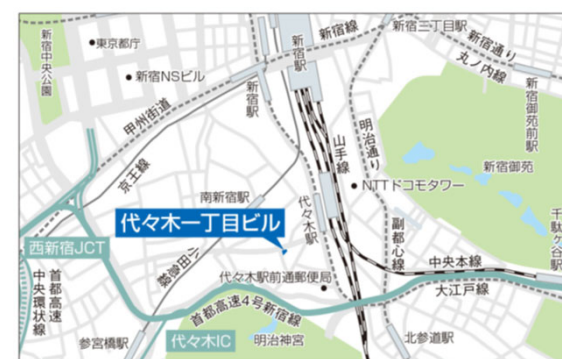 新宿中央公園
東京都庁
新宿NSビル
甲州街道
京王線
新宿駅
新宿駅
新宿線
新宿三丁目駅
新宿通り
丸ノ内線
新宿御苑前駅
新宿御苑
山手線
明治通り
NTTドコモタワー
南新宿駅
代々木駅
代々木一丁目ビル
小田急線
副都心線
千駄ヶ谷駅
西新宿JCT
首都高速
中央環状線
代々木駅前通郵便局
中央本線
大江戸線
首都高速4号新宿線
参宮橋駅
代々木IC
明治神宮
北参道駅